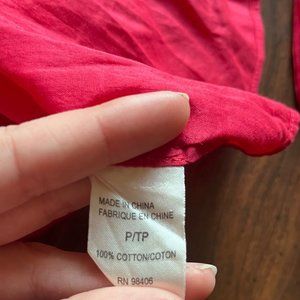 MADE IN CHINA
FABRIQUE EN CHINE
P/TP
100% COTTON/COTON
RN 98406